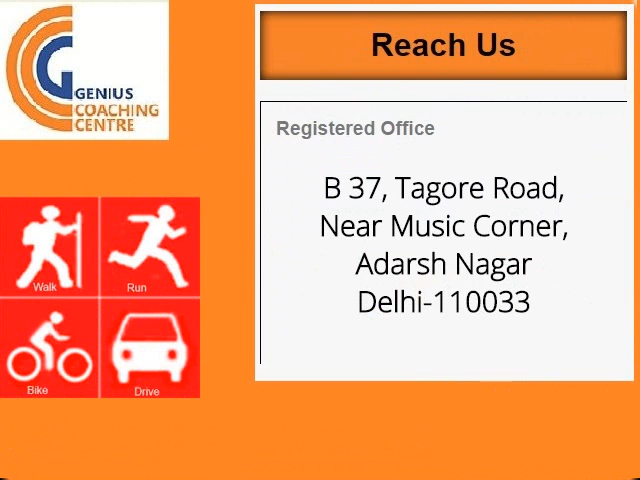 GENIUS
COACHING
CENTRE
Reach Us
Registered Office
B 37, Tagore Road,
Near Music Corner,
Adarsh Nagar
Delhi-110033
Walk
Run
Bike
Drive